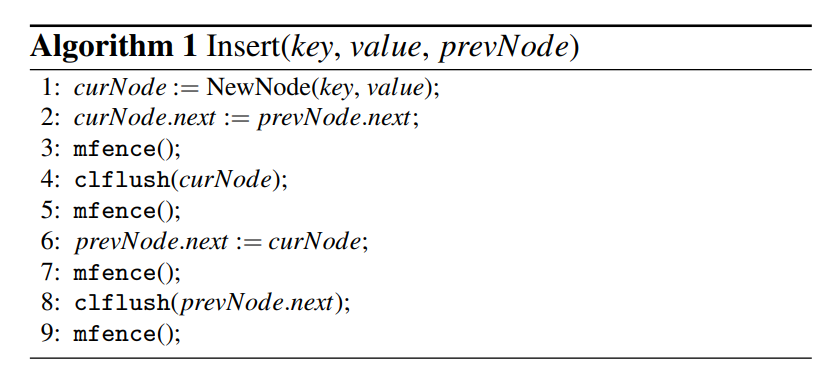 Algorithm 1 Insert(key, value, prevNode)
1: curNode := NewNode(key, value);
2: curNode.next := prevNode.next;
3: mfence();
4: clflush(curNode);
5: mfence();
6: prevNode.next := curNode;
7: mfence();
8: clflush(prevNode.next);
9: mfence();